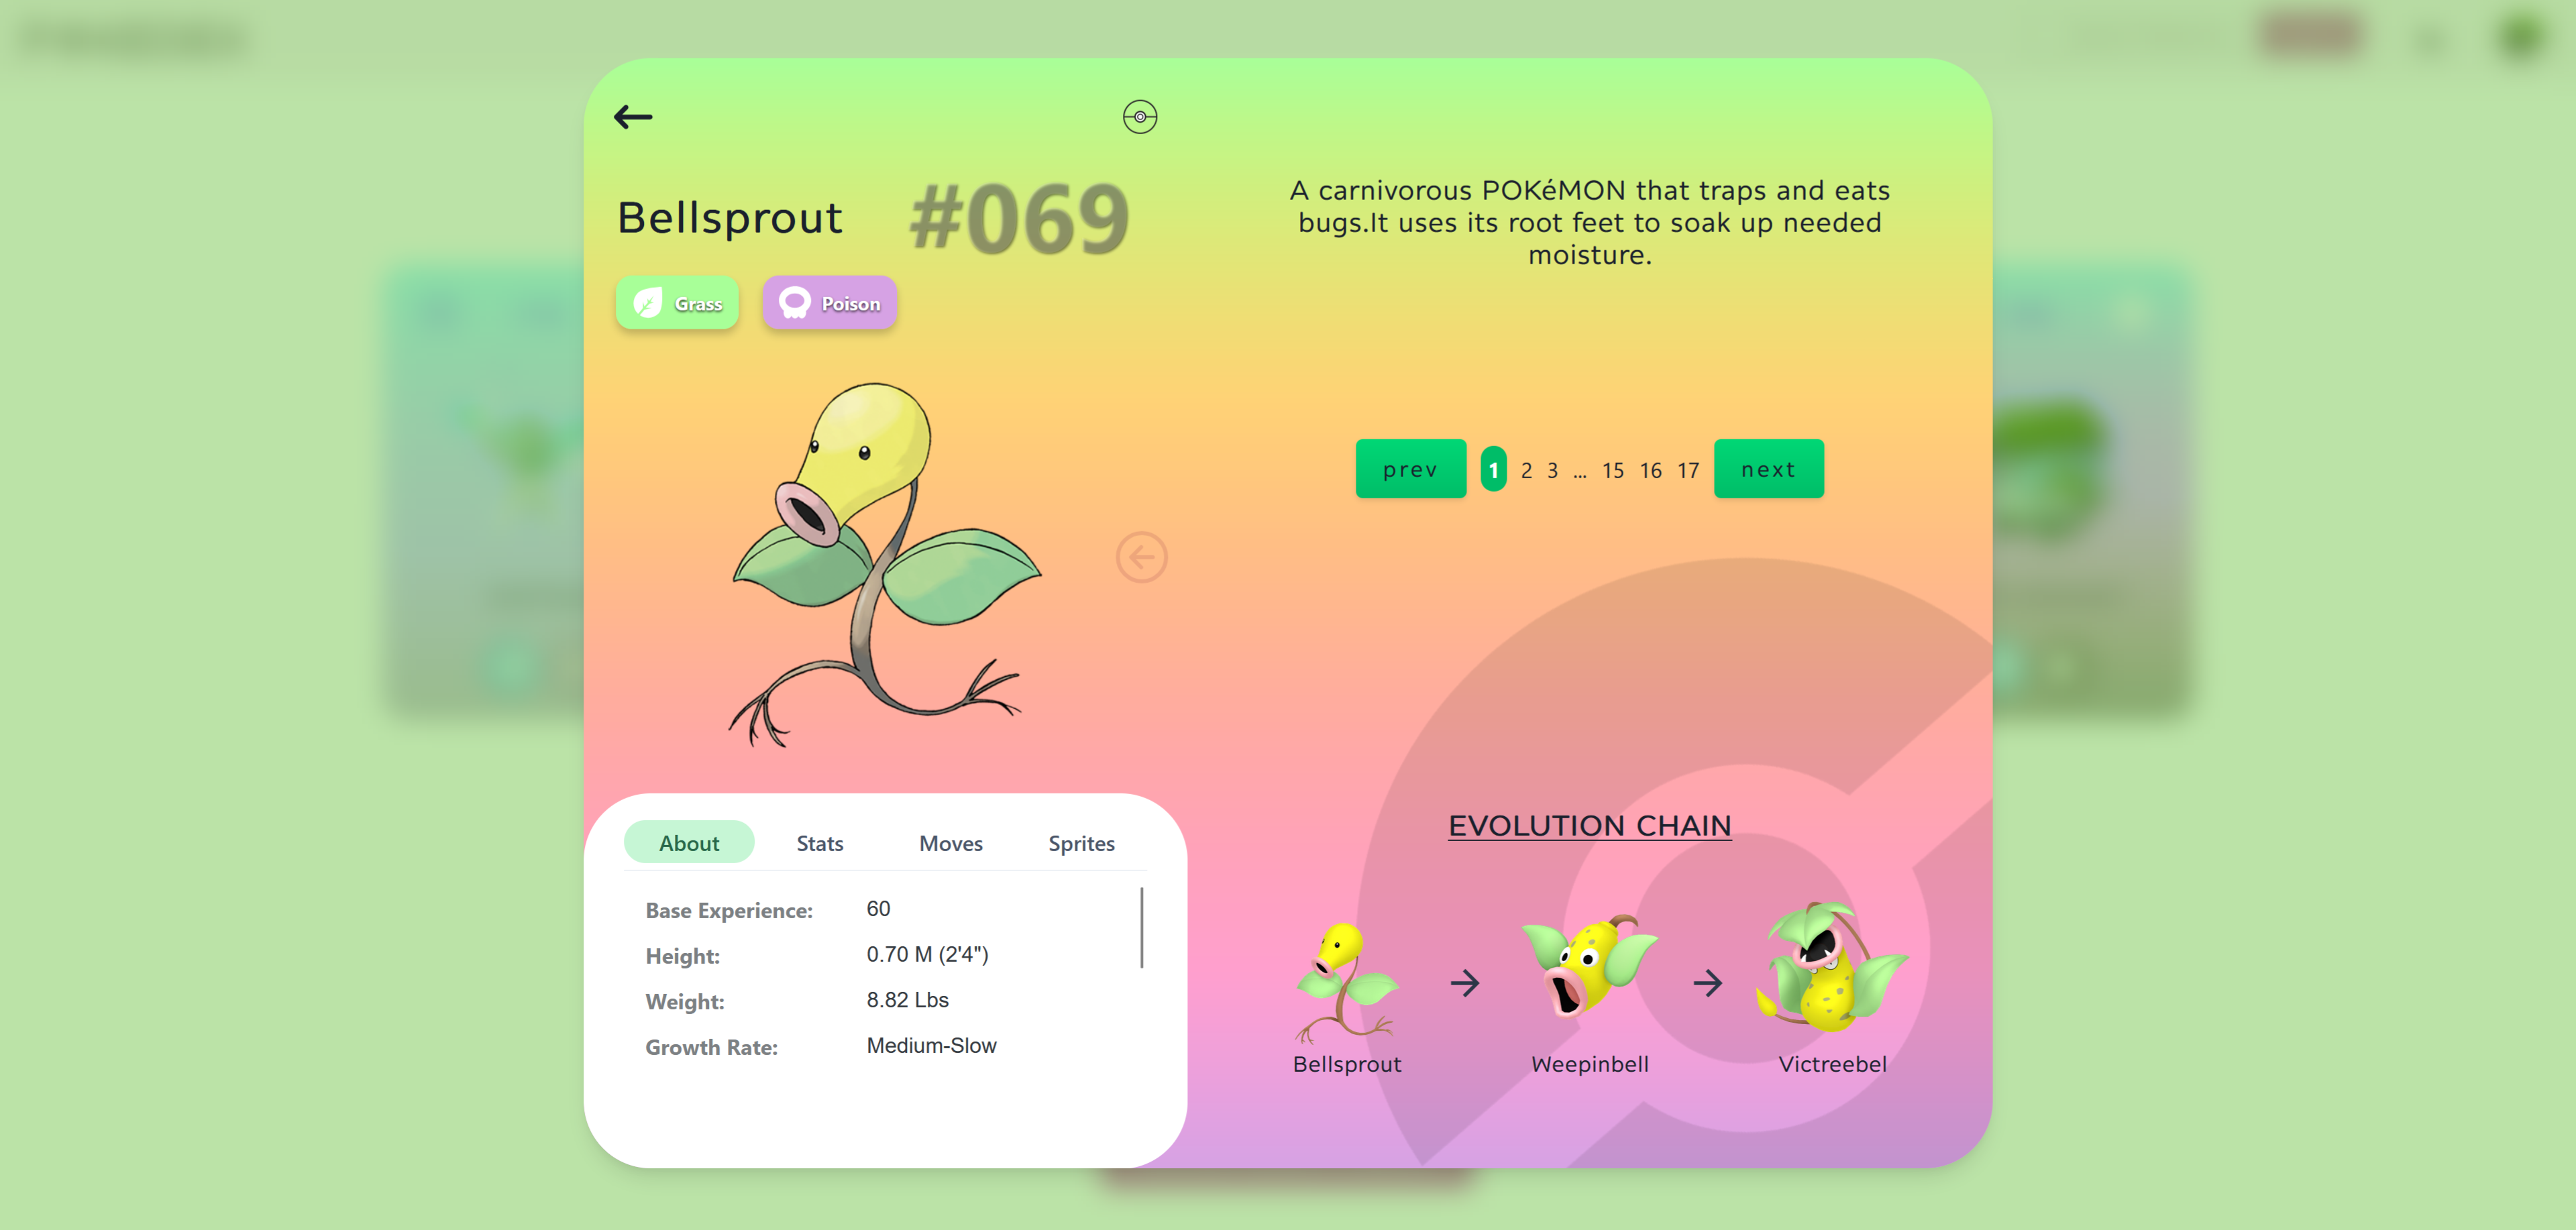 Bellsprout
#069
Grass
Poison
A carnivorous POKéMON that traps and eats
bugs.It uses its root feet to soak up needed
moisture.
prev 1 2 3 ... 15 16 17 next
About Stats Moves Sprites
Base Experience: 60
Height: 0.70 M (2'4")
Weight: 8.82 Lbs
Growth Rate: Medium-Slow
EVOLUTION CHAIN
Bellsprout Weepinbell Victreebel